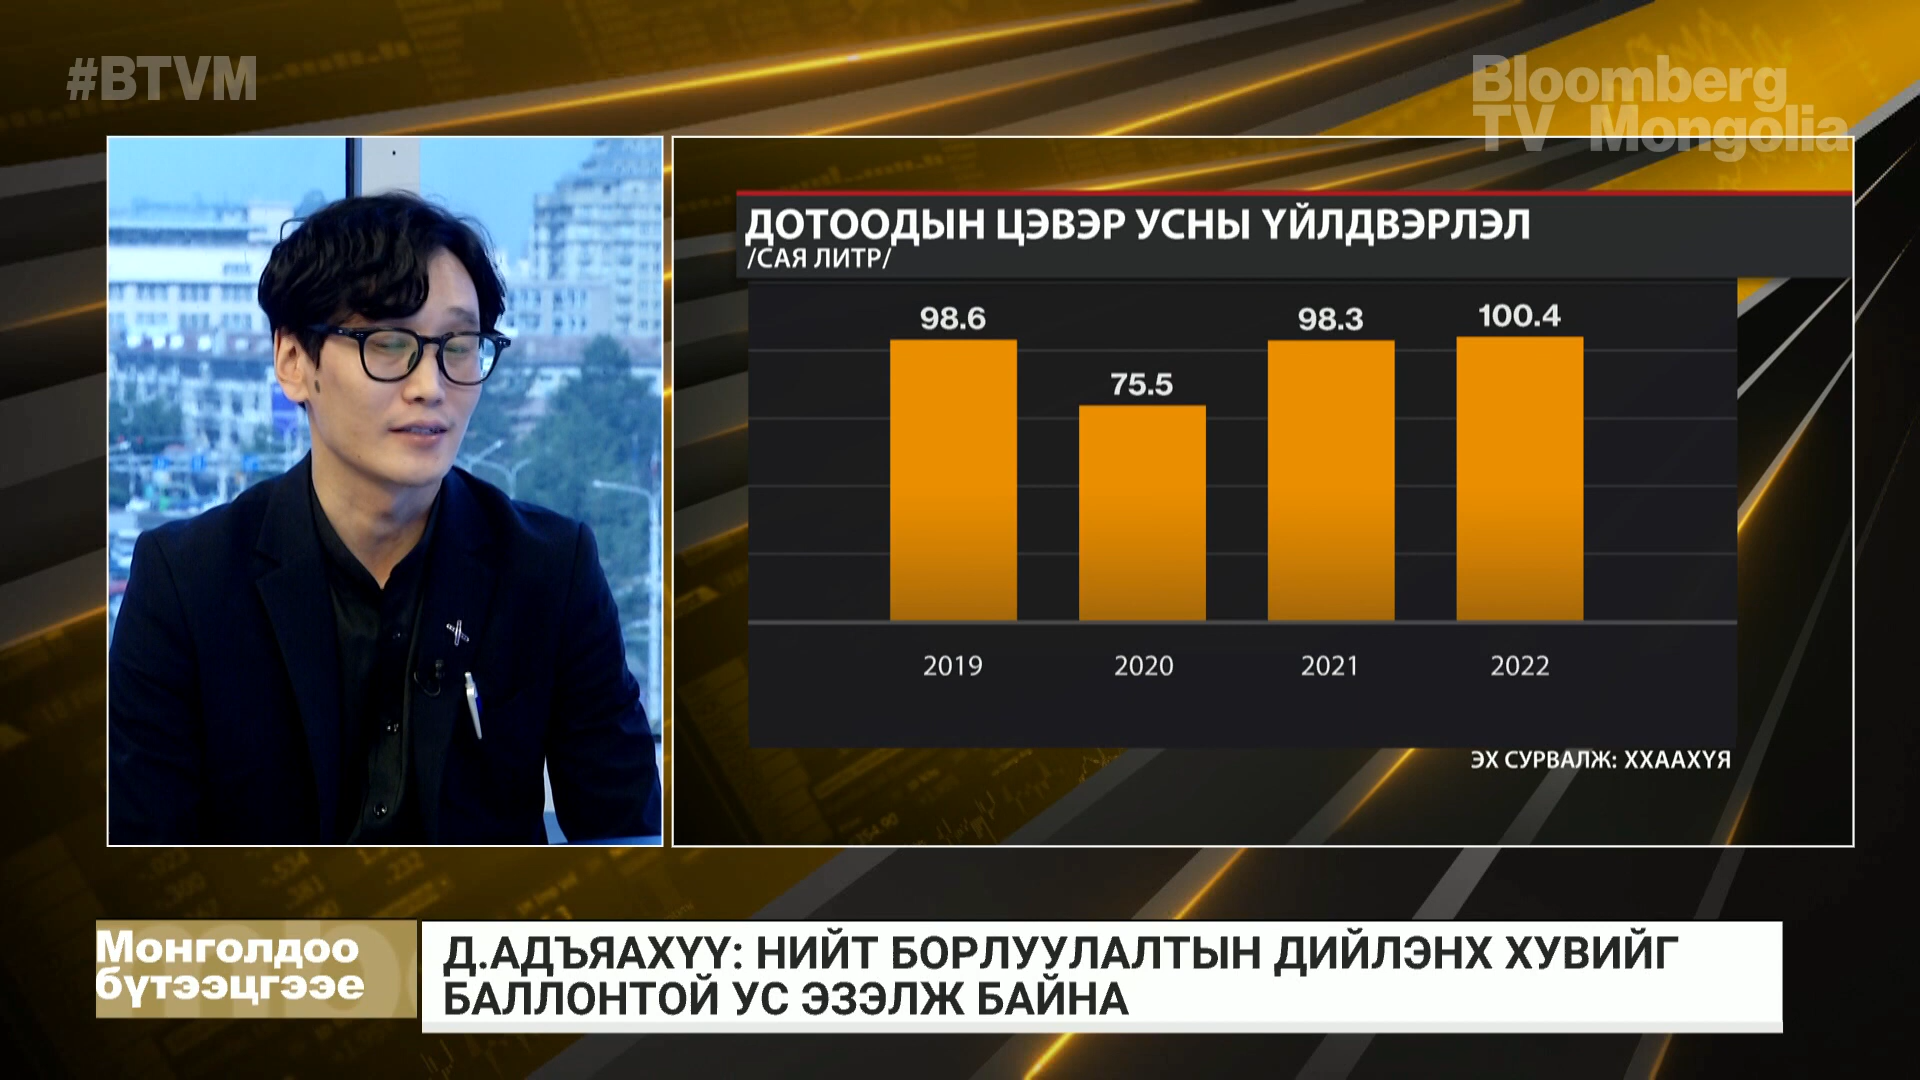 #BTVM
Bloomberg
TV Mongolia
ДОТООДЫН ЦЭВЭР УСНЫ ҮЙЛДВЭРЛЭЛ
/САЯ ЛИТР/
98.6
75.5
98.3
100.4
2019
2020
2021
2022
ЭХ СУРВАЛЖ: ХХААХҮЯ
Монголдоо
бүтээцгээе
Д.АДЪЯАХҮҮ: НИЙТ БОРЛУУЛАЛТЫН ДИЙЛЭНХ ХУВИЙГ
БАЛЛОНТОЙ УС ЭЗЭЛЖ БАЙНА